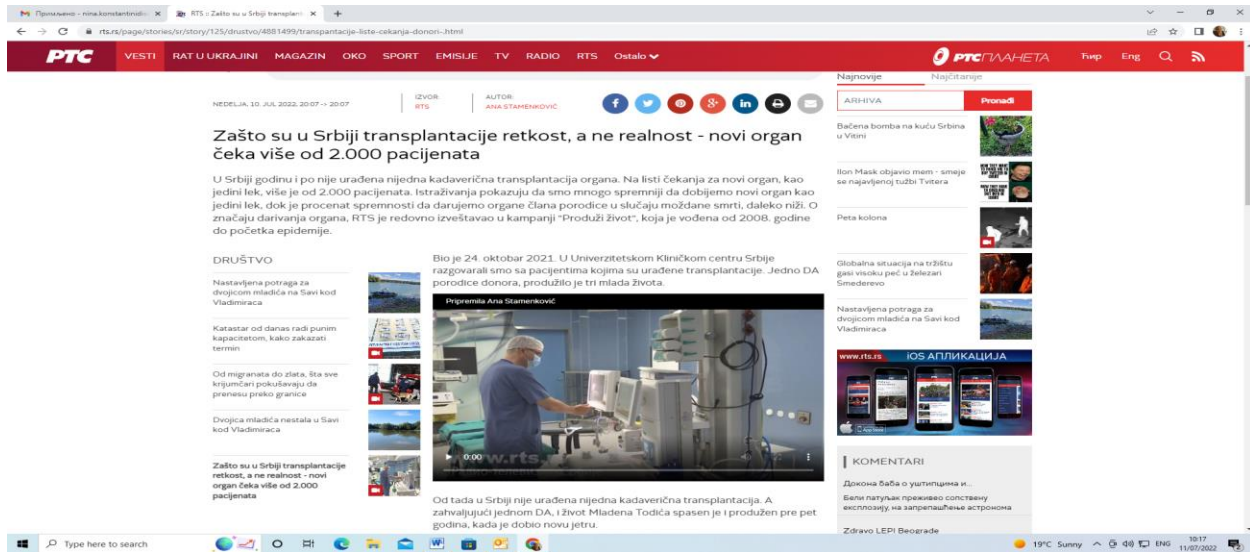 Примљено - nina.konstantinidi
RTS :: Zašto su u Srbiji transplant
rts.rs/page/stories/sr/story/125/drustvo/4881499/transpantacije-liste-cekanja-donori-.html
РТС VESTI RAT U UKRAJINI MAGAZIN OKO SPORT EMISIJE TV RADIO RTS Ostalo РТСПЛАНЕТА Ћир Eng
NEDELJA, 10. JUL 2022, 20:07 -> 20:07
IZVOR:
RTS
AUTOR:
ANA STAMENKOVIĆ
Zašto su u Srbiji transplantacije retkost, a ne realnost - novi organ
čeka više od 2.000 pacijenata
U Srbiji godinu i po nije urađena nijedna kadaverična transplantacija organa. Na listi čekanja za novi organ, kao
jedini lek, više je od 2.000 pacijenata. Istraživanja pokazuju da smo mnogo spremniji da dobijemo novi organ kao
jedini lek, dok je procenat spremnosti da darujemo organe člana porodice u slučaju moždane smrti, daleko niži. O
značaju darivanja organa, RTS je redovno izveštavao u kampanji "Produži život", koja je vođena od 2008. godine
do početka epidemije.
DRUŠTVO
Nastavljena potraga za
dvojicom mladića na Savi kod
Vladimiraca
Katastar od danas radi punim
kapacitetom, kako zakazati
termin
Od migranata do zlata, šta sve
krijumčari pokušavaju da
prenesu preko granice
Dvojica mladića nestala u Savi
kod Vladimiraca
Zašto su u Srbiji transplantacije
retkost, a ne realnost - novi
organ čeka više od 2.000
pacijenata
Bio je 24. oktobar 2021. U Univerzitetskom Kliničkom centru Srbije
razgovarali smo sa pacijentima kojima su urađene transplantacije. Jedno DA
porodice donora, produžilo je tri mlada života.
Pripremila Ana Stamenković
0:00
www.rts.
Od tada u Srbiji nije urađena nijedna kadaverična transplantacija. A
zahvaljujući jednom DA, i život Mladena Todića spasen je i produžen pre pet
godina, kada je dobio novu jetru.
Najnovije Najčitanije
ARHIVA Pronađi
Bačena bomba na kuću Srbina
u Vitini
Ilon Mask objavio mem - smeje
se najavljenoj tužbi Tvitera
Peta kolona
Globalna situacija na tržištu
gasi visoku peć u železari
Smederevo
Nastavljena potraga za
dvojicom mladića na Savi kod
Vladimiraca
www.rts.rs iOS АПЛИКАЦИЈА
KOMENTARI
Докона баба о уштипцима и...
Бели патуљак преживео сопствену
експлозију, на запрепашћење астронома
Zdravo LEPI Beograde
Type here to search
19°C Sunny
ENG
10:17
11/07/2022